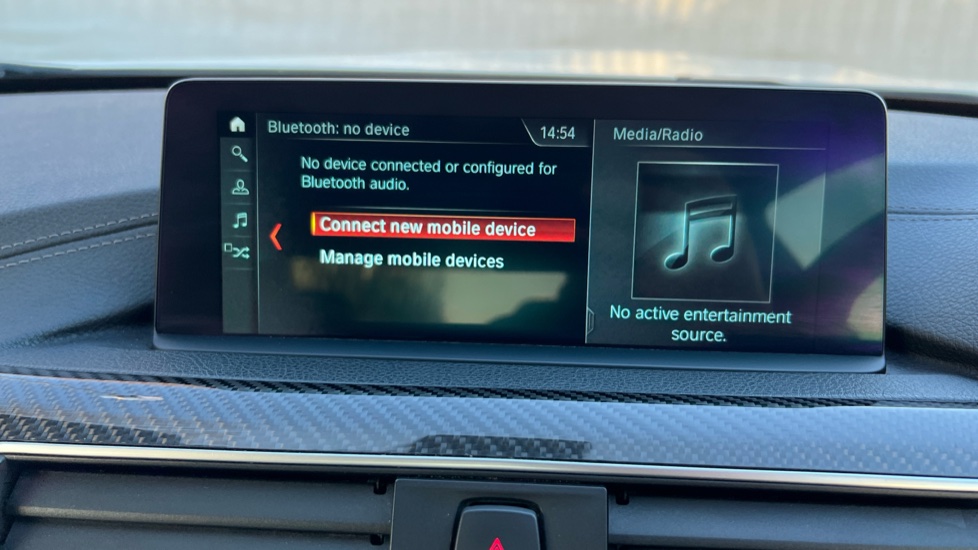 Bluetooth: no device
14:54
No device connected or configured for
Bluetooth audio.
Connect new mobile device
Manage mobile devices
Media/Radio
No active entertainment
source.